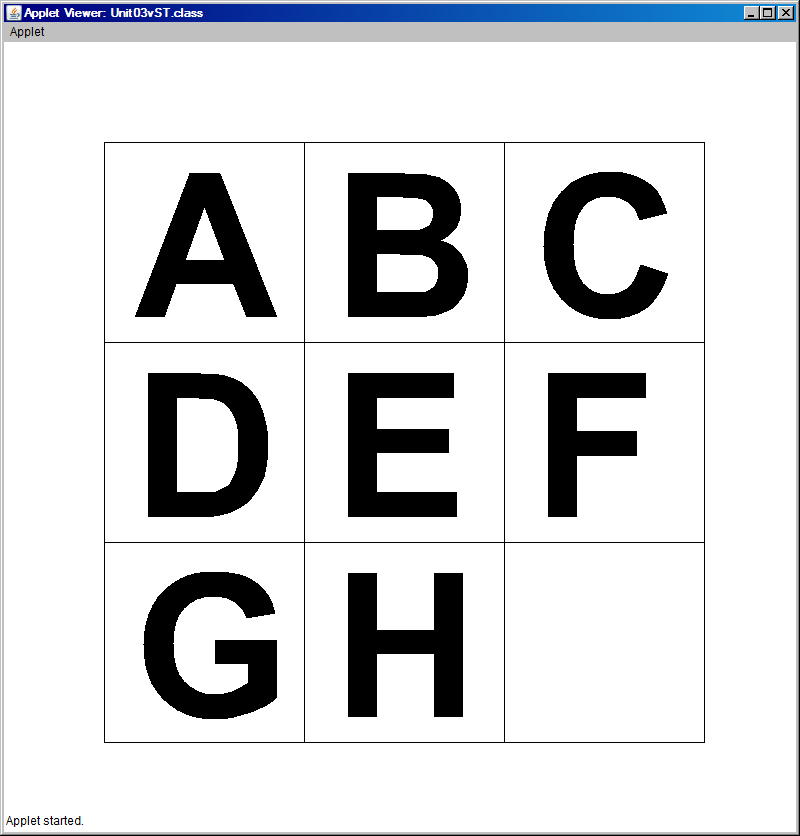 Applet Viewer: Unit03vST.class
Applet
A B C
D E F
G H
Applet started.